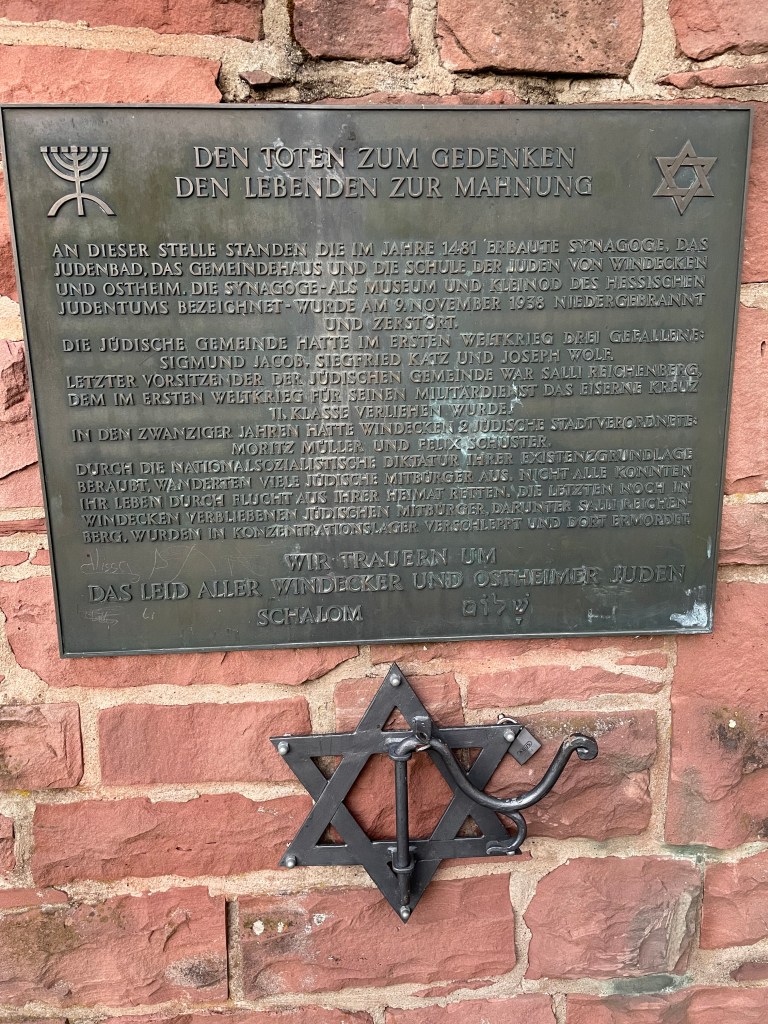 DEN TOTEN ZUM GEDENKEN
DEN LEBENDEN ZUR MAHNUNG
AN DIESER STELLE STANDEN DIE IM JAHRE 1481 ERBAUTE SYNAGOGE, DAS
JUDENBAD, DAS GEMEINDEHAUS UND DIE SCHULE DER JUDEN VON WINDECKEN
UND OSTHEIM. DIE SYNAGOGE-ALS MUSEUM UND KLEINOD DES HESSISCHEN
JUDENTUMS BEZEICHNET-WURDE AM 9. NOVEMBER 1938 NIEDERGEBRANNT
UND ZERSTÖRT.
DIE JÜDISCHE GEMEINDE HATTE IM ERSTEN WELTKRIEG DREI GEFALLENE:
SIGMUND JACOB, SIEGFRIED KATZ UND JOSEPH WOLF.
LETZTER VORSITZENDER DER JÜDISCHEN GEMEINDE WAR SALLI REICHENBERG,
DEM IM ERSTEN WELTKRIEG FÜR SEINEN MILITÄRDIENST DAS EISERNE KREUZ
II. KLASSE VERLIEHEN WURDE.
IN DEN ZWANZIGER JAHREN HATTE WINDECKEN 2 JÜDISCHE STADTVERORDNETE:
MORITZ MÜLLER UND FELIX SCHUSTER.
DURCH DIE NATIONALSOZIALISTISCHE DIKTATUR IHRER EXISTENZGRUNDLAGE
BERAUBT, WANDERTEN VIELE JÜDISCHE MITBÜRGER AUS. NICHT ALLE KONNTEN
IHR LEBEN DURCH FLUCHT AUS IHRER HEIMAT RETTEN. DIE LETZTEN NOCH IN
WINDECKEN VERBLIEBENEN JÜDISCHEN MITBÜRGER, DARUNTER SALLI REICHEN-
BERG, WURDEN IN KONZENTRATIONSLAGER VERSCHLEPPT UND DORT ERMORDET.
WIR TRAUERN UM
DAS LEID ALLER WINDECKER UND OSTHEIMER JUDEN
SCHALOM שָׁלוֹם